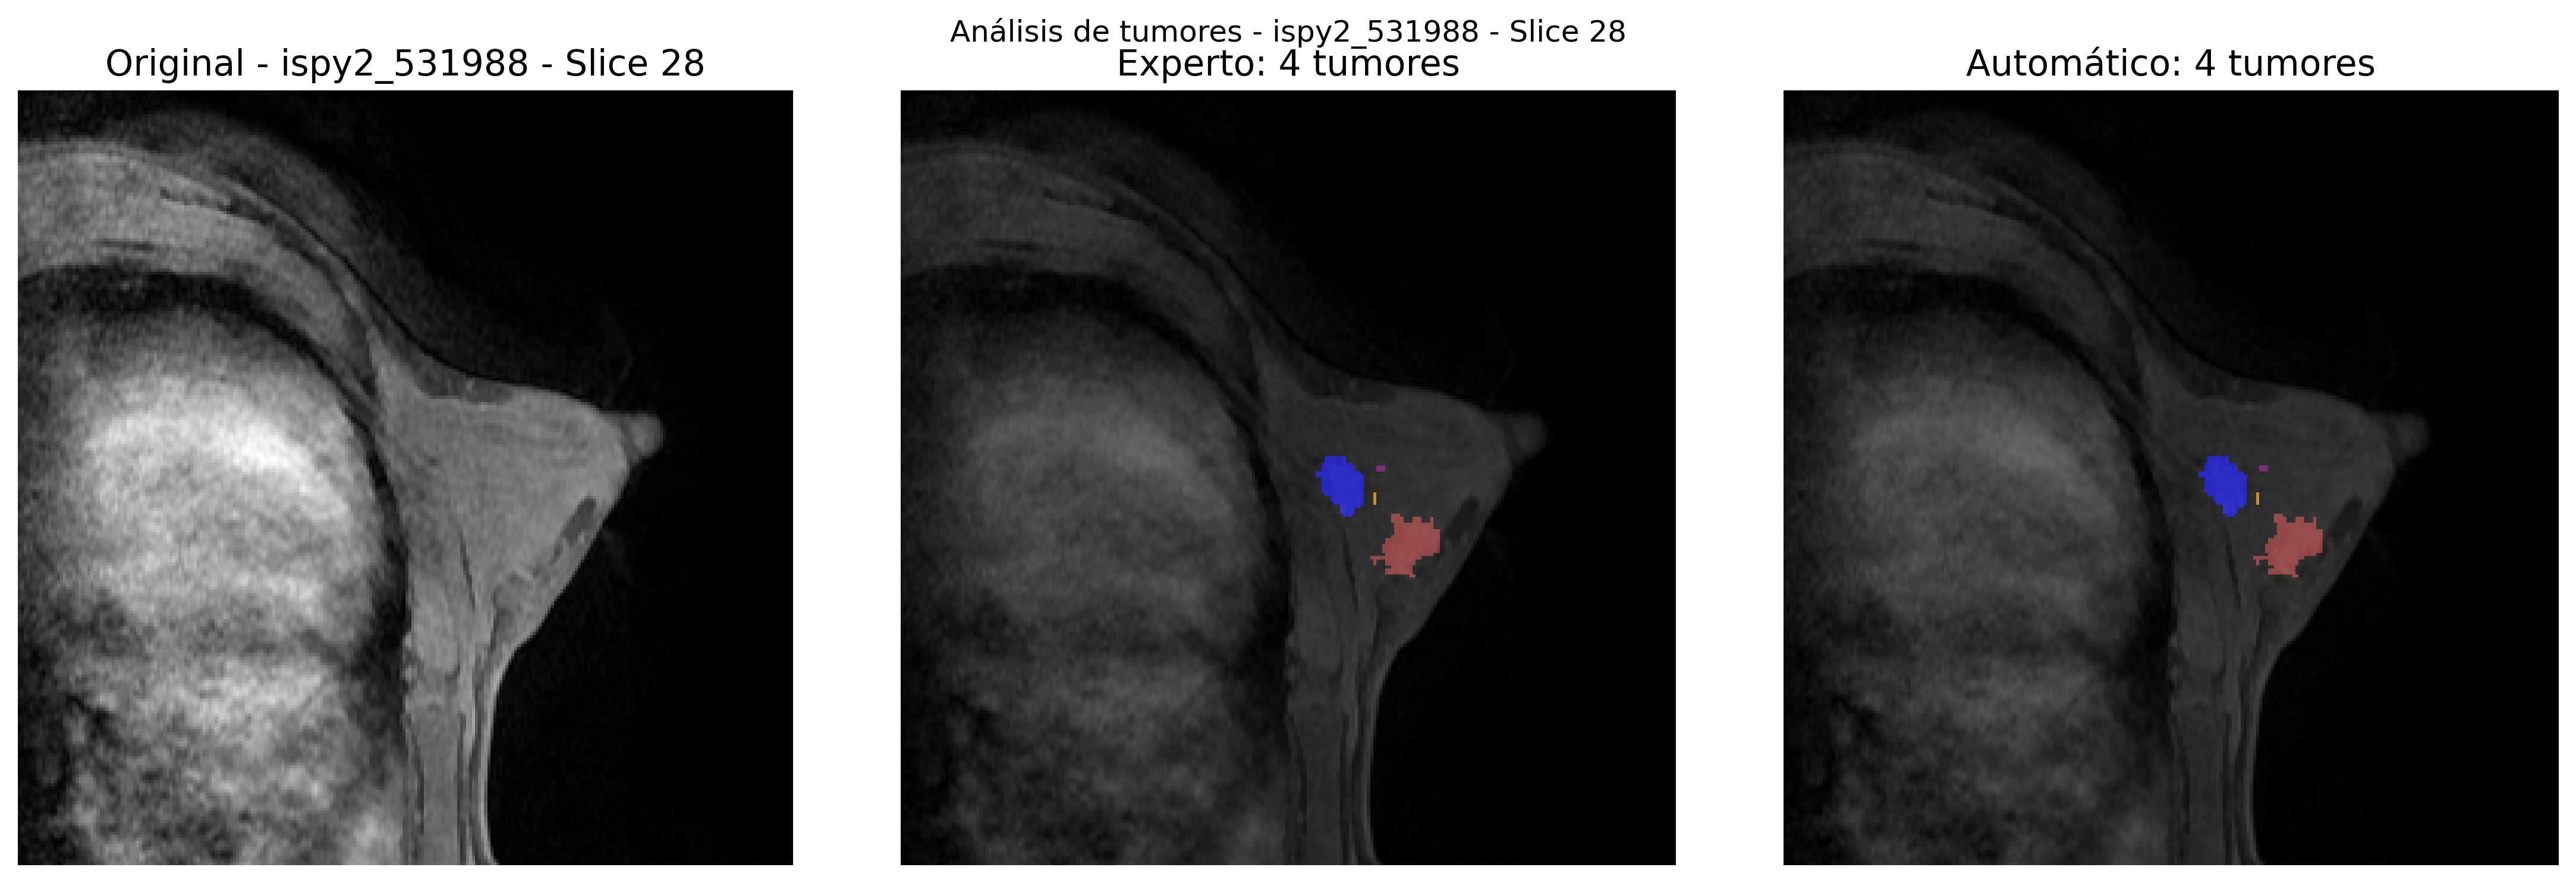 Análisis de tumores - ispy2_531988 - Slice 28
Original - ispy2_531988 - Slice 28
Experto: 4 tumores
Automático: 4 tumores